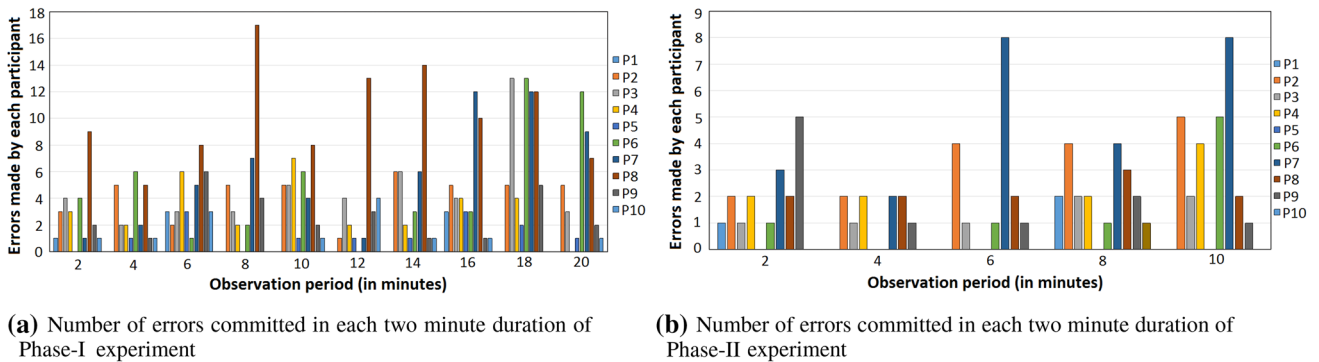 18
16
14
12
10
8
6
4
2
0
Errors made by each participant
2 4 6 8 10 12 14 16 18 20
Observation period (in minutes)
P1
P2
P3
P4
P5
P6
P7
P8
P9
P10
(a) Number of errors committed in each two minute duration of
Phase-I experiment
9
8
7
6
5
4
3
2
1
0
Errors made by each participant
2 4 6 8 10
Observation period (in minutes)
P1
P2
P3
P4
P5
P6
P7
P8
P9
P10
(b) Number of errors committed in each two minute duration of
Phase-II experiment